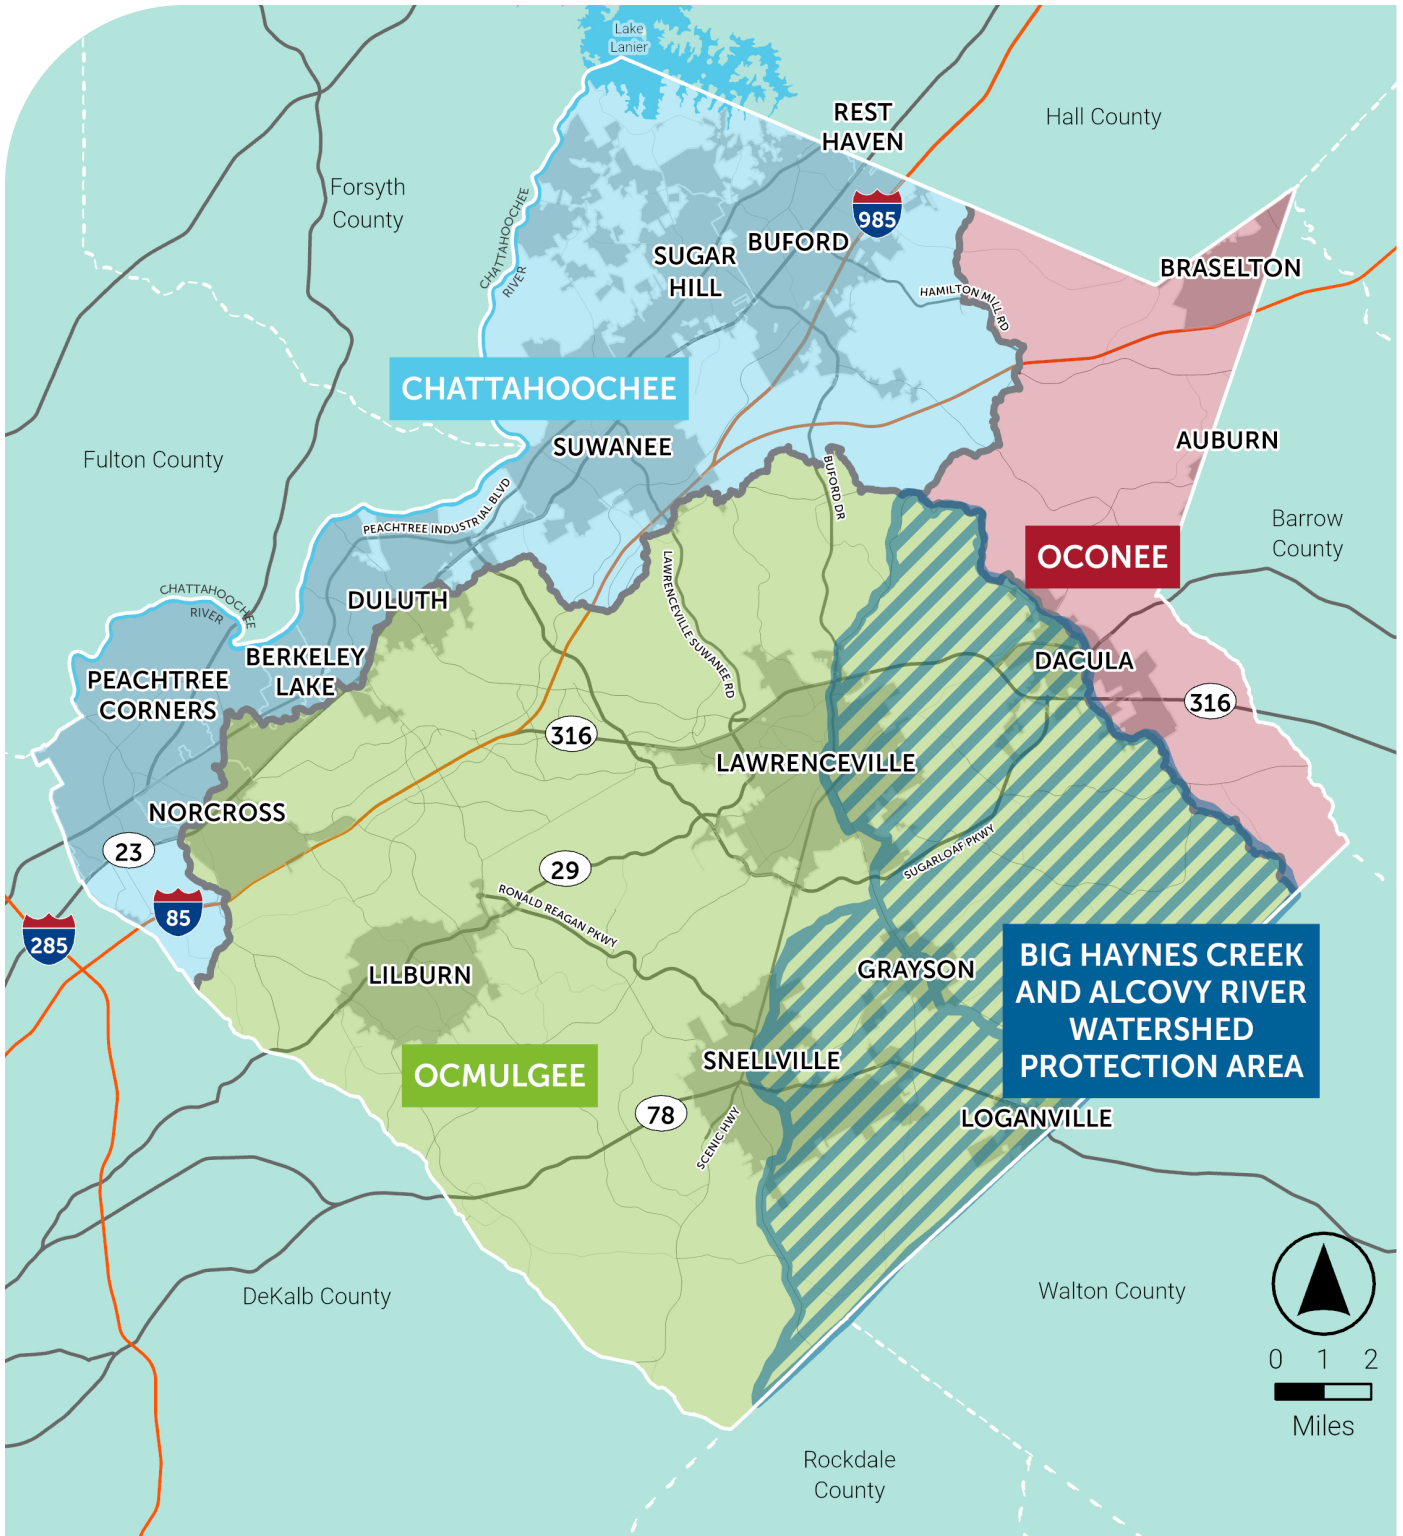 Lake
Lanier
REST
HAVEN
Hall County
Forsyth
County
CHATTAHOOCHEE
RIVER
985
SUGAR
HILL
BUFORD
BRASELTON
HAMILTON MILL RD
CHATTAHOOCHEE
SUWANEE
AUBURN
Fulton County
BUFORD DR
PEACHTREE INDUSTRIAL BLVD
Barrow
County
OCONEE
LAWRENCEVILLE SUWANEE RD
CHATTAHOOCHEE
RIVER
DULUTH
BERKELEY
LAKE
DACULA
PEACHTREE
CORNERS
316
316
LAWRENCEVILLE
NORCROSS
23
29
SUGARLOAF PKWY
RONALD REAGAN PKWY
85
285
LILBURN
GRAYSON
BIG HAYNES CREEK
AND ALCOVY RIVER
WATERSHED
PROTECTION AREA
SNELLVILLE
OCMULGEE
78
SCENIC HWY
LOGANVILLE
DeKalb County
Walton County
0 1 2
Miles
Rockdale
County